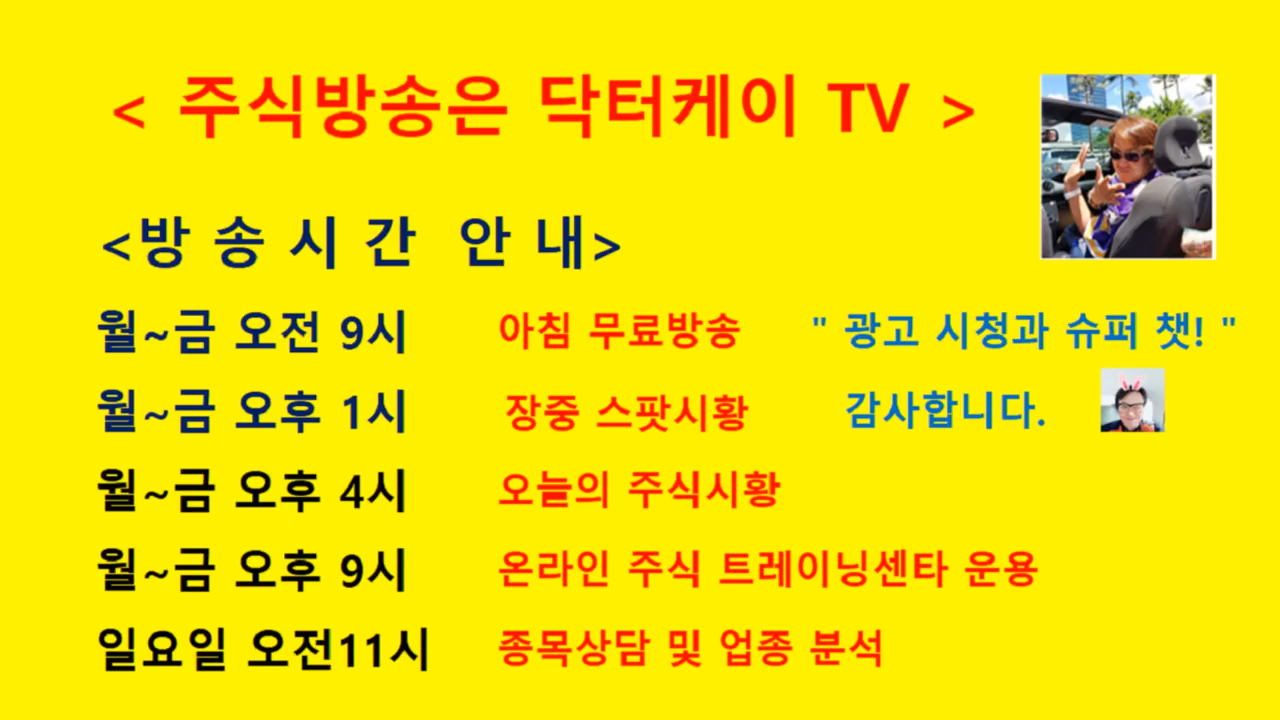 < 주식방송은 닥터케이 TV >
<방 송 시 간 안 내>
월~금 오전 9시 아침 무료방송 " 광고 시청과 슈퍼 챗! "
월~금 오후 1시 장중 스팟시황 감사합니다.
월~금 오후 4시 오늘의 주식시황
월~금 오후 9시 온라인 주식 트레이닝센타 운용
일요일 오전11시 종목상담 및 업종 분석